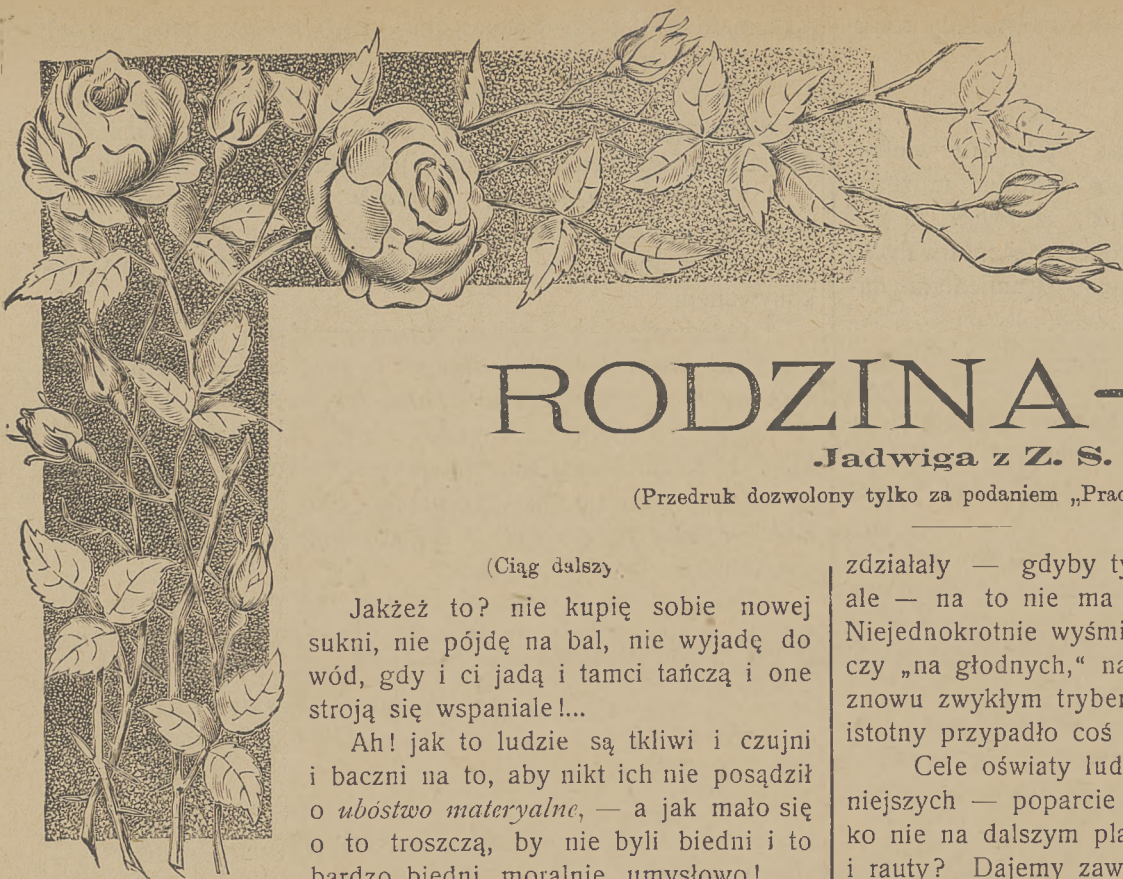 RODZINA-
Jadwiga z Z. S.
(Przedruk dozwolony tylko za podaniem „Prac
(Ciąg dalszy
Jakżeż to? nie kupię sobie nowej
sukni, nie pójdę na bal, nie wyjadę do
wód, gdy i ci jadą i tamci tańczą i one
stroją się wspaniale!...
Ah! jak to ludzie są tkliwi i czujni
i baczni na to, aby nikt ich nie posądził
o ubóstwo materyalne, — a jak mało się
o to troszczą, by nie byli biedni i to
bardzo biedni moralnie umysłowo!
zdziałały — gdyby ty
ale — na to nie ma
Niejednokrotnie wyśmi
czy „na głodnych,“ na
znowu zwykłym tryber
istotny przypadło coś
Cele oświaty lud
niejszych — poparcie
ko nie na dalszym pla
i rauty? Dajemy zaw